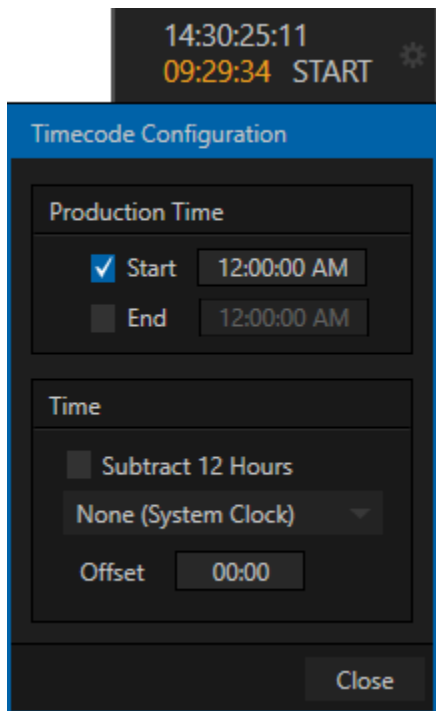 14:30:25:11
09:29:34 START
Timecode Configuration
Production Time
Start 12:00:00 AM
End 12:00:00 AM
Time
Subtract 12 Hours
None (System Clock)
Offset 00:00
Close